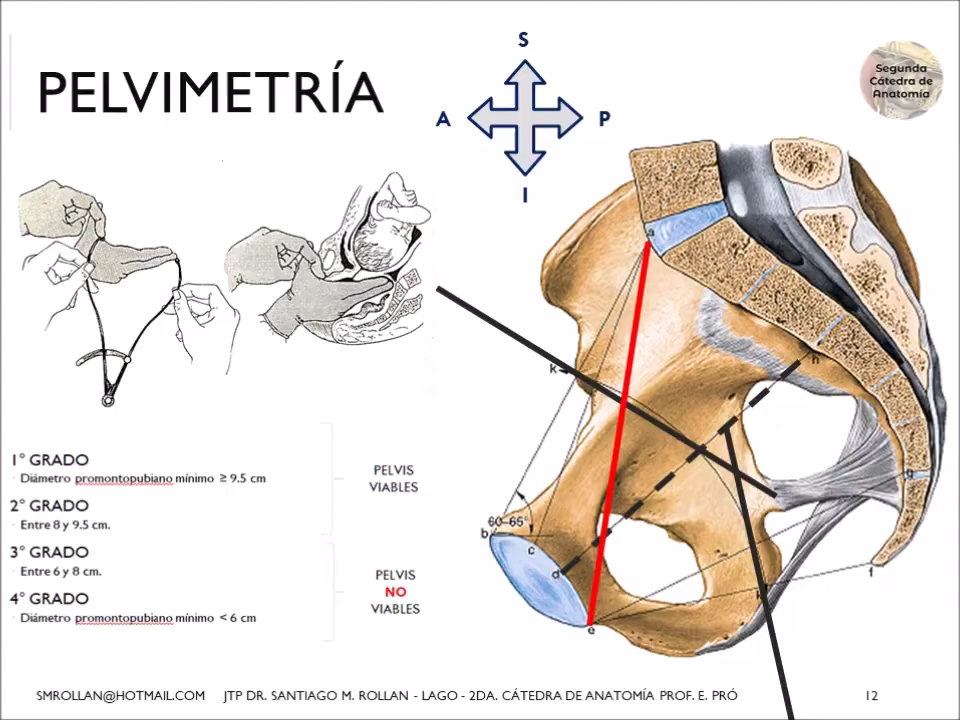 PELVIMETRÍA
S
A
P
I
Segunda
Cátedra de
Anatomía
a
k
h
60–65°
b
c
d
e
g
f
1° GRADO
Diámetro promontopubiano mínimo ≥ 9.5 cm
2° GRADO
Entre 8 y 9.5 cm.
PELVIS
VIABLES
3° GRADO
Entre 6 y 8 cm.
4° GRADO
Diámetro promontopubiano mínimo < 6 cm
PELVIS
NO
VIABLES
SMROLLAN@HOTMAIL.COM JTP DR. SANTIAGO M. ROLLAN - LAGO - 2DA. CÁTEDRA DE ANATOMÍA PROF. E. PRÓ
12